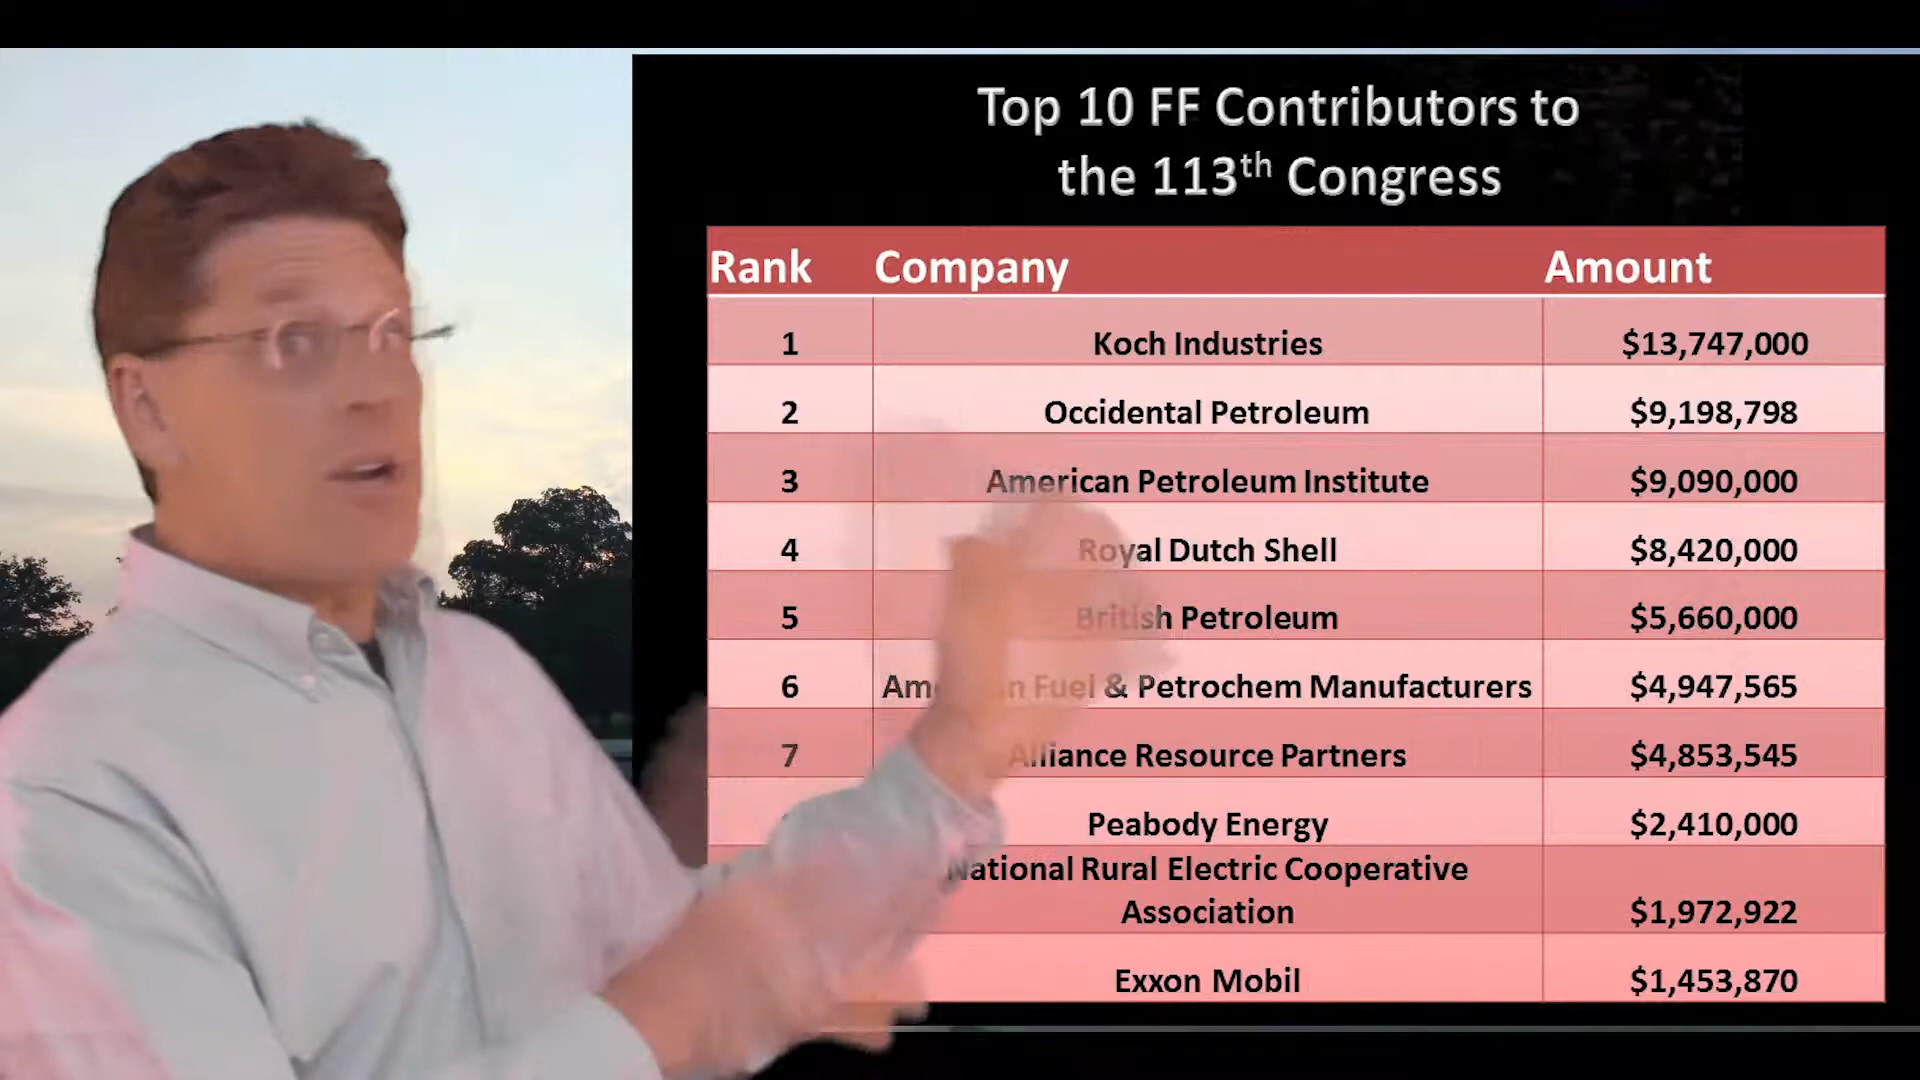 Top 10 FF Contributors to
the 113th Congress
Rank Company Amount
1 Koch Industries $13,747,000
2 Occidental Petroleum $9,198,798
3 American Petroleum Institute $9,090,000
4 Royal Dutch Shell $8,420,000
5 British Petroleum $5,660,000
6 American Fuel & Petrochem Manufacturers $4,947,565
7 Alliance Resource Partners $4,853,545
Peabody Energy $2,410,000
National Rural Electric Cooperative
Association $1,972,922
Exxon Mobil $1,453,870